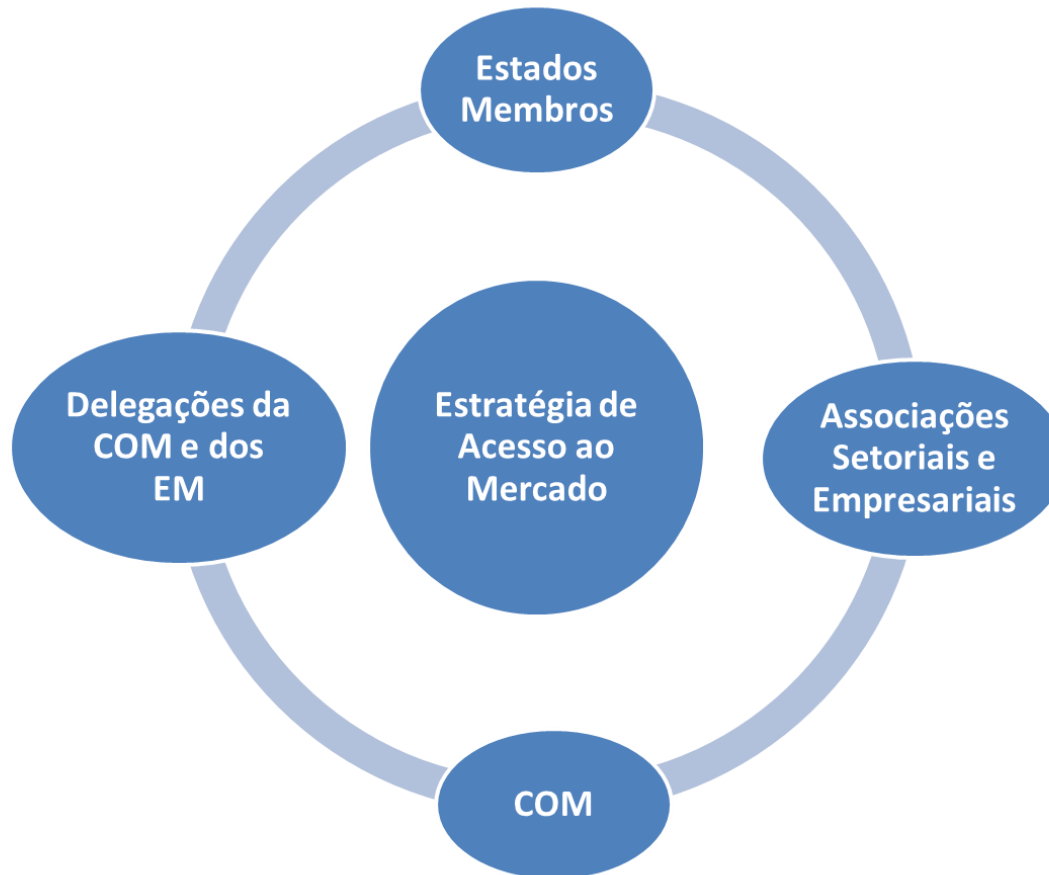 Estados
Membros
Delegações da
COM e dos
EM
Estratégia de
Acesso ao
Mercado
Associações
Setoriais e
Empresariais
COM